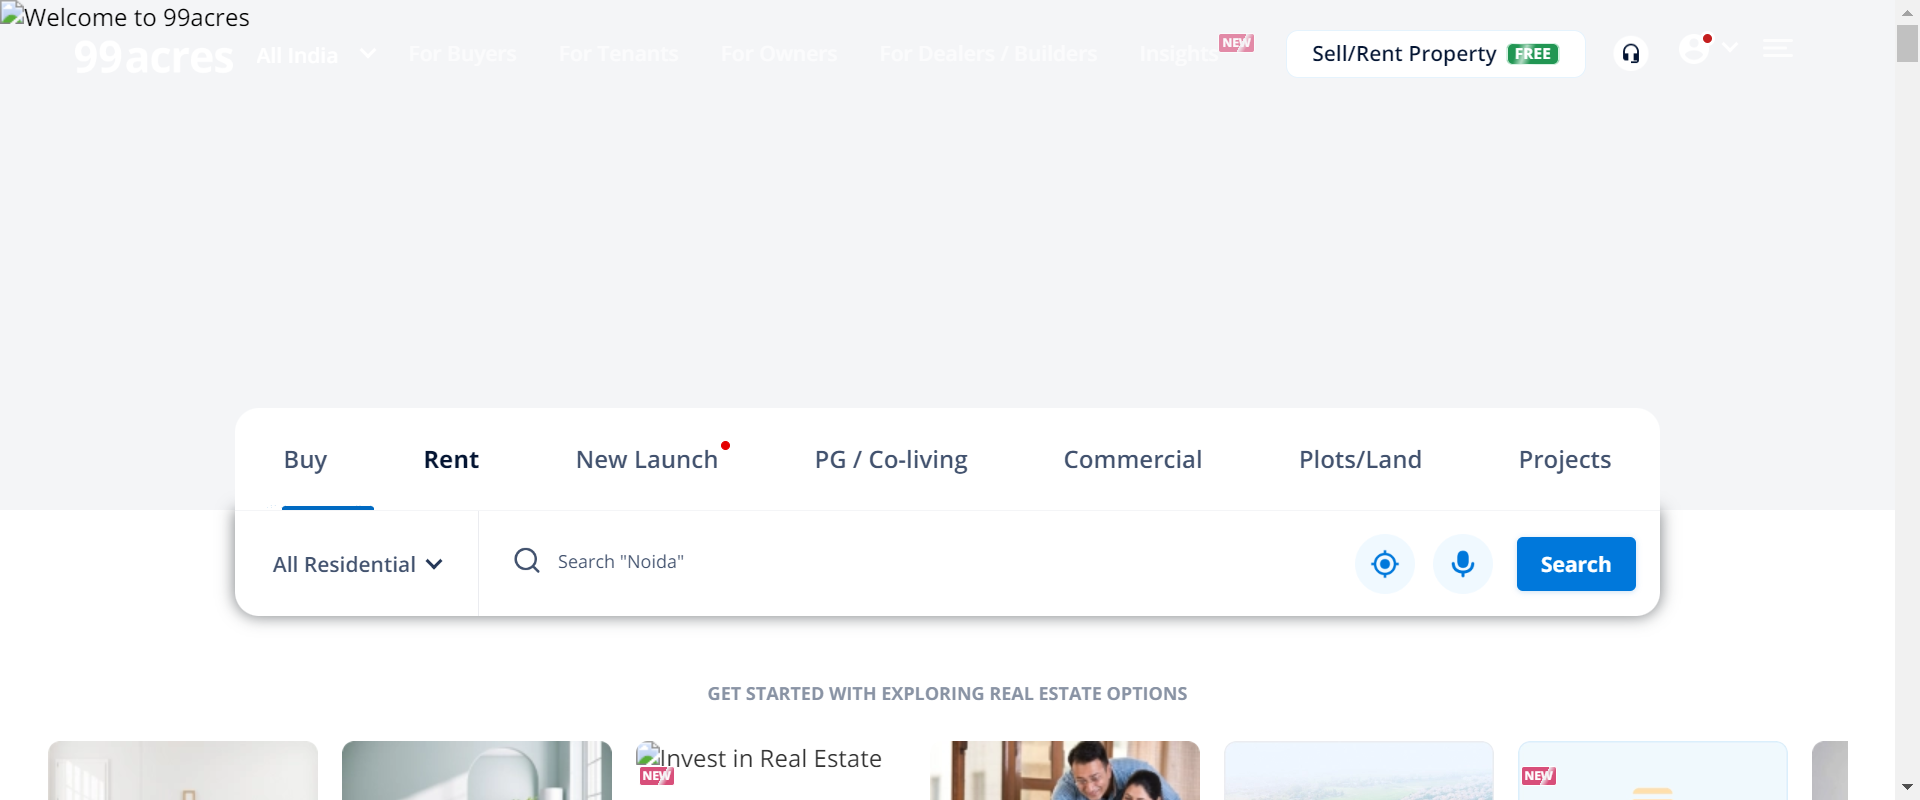 Welcome to 99acres
99acres
All India
For Buyers
For Tenants
For Owners
For Dealers / Builders
Insights
NEW
Sell/Rent Property FREE
Buy
Rent
New Launch
PG / Co-living
Commercial
Plots/Land
Projects
All Residential
Search "Noida"
Search
GET STARTED WITH EXPLORING REAL ESTATE OPTIONS
Invest in Real Estate
NEW
NEW